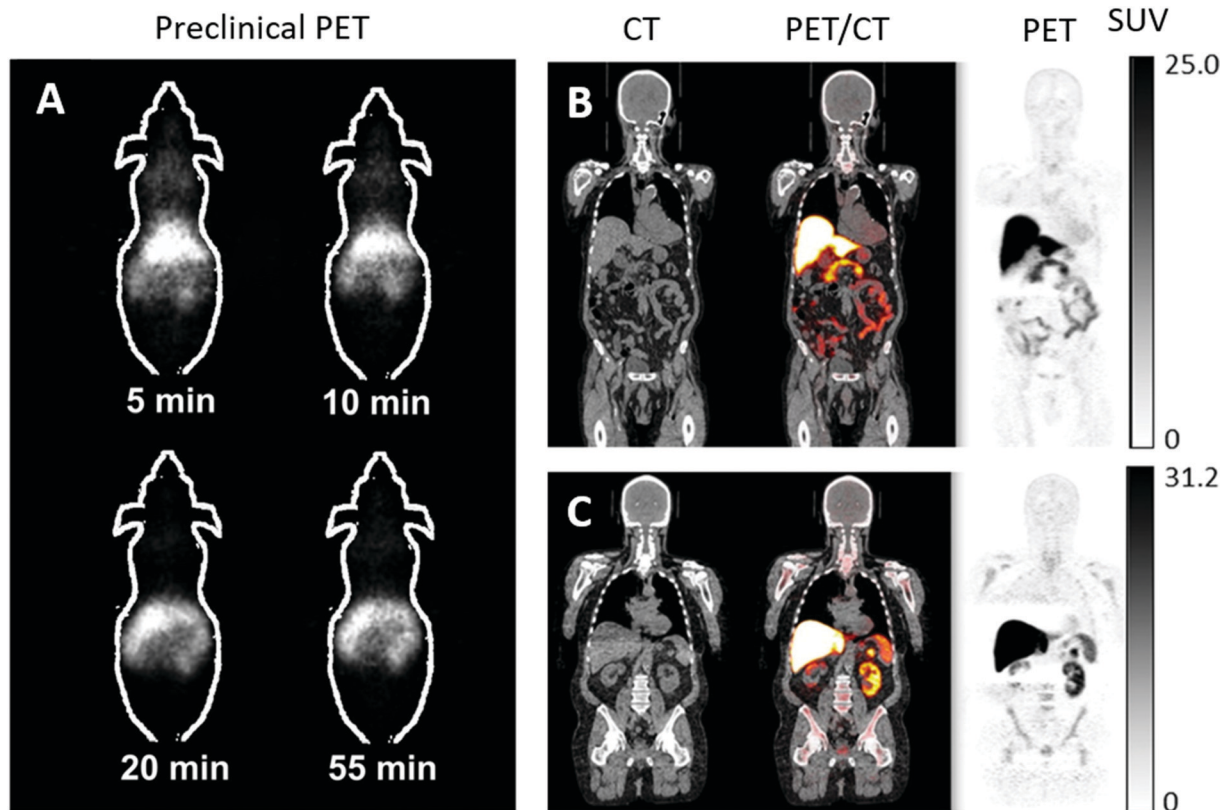 Preclinical PET
CT
PET/CT
PET
SUV
A
5 min
10 min
20 min
55 min
B
25.0
0
C
31.2
0